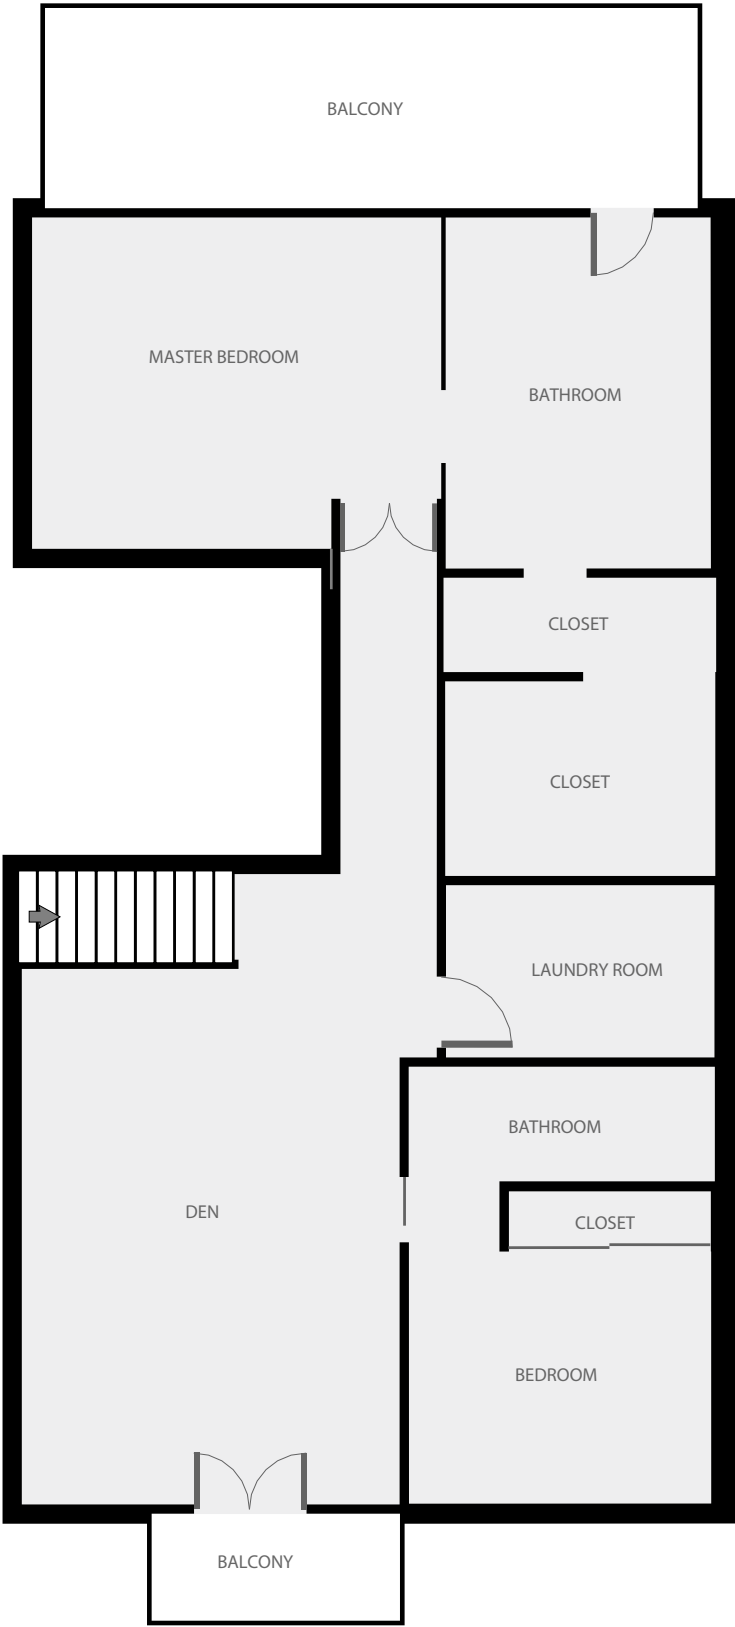 BALCONY
MASTER BEDROOM
BATHROOM
CLOSET
CLOSET
LAUNDRY ROOM
BATHROOM
DEN
CLOSET
BEDROOM
BALCONY